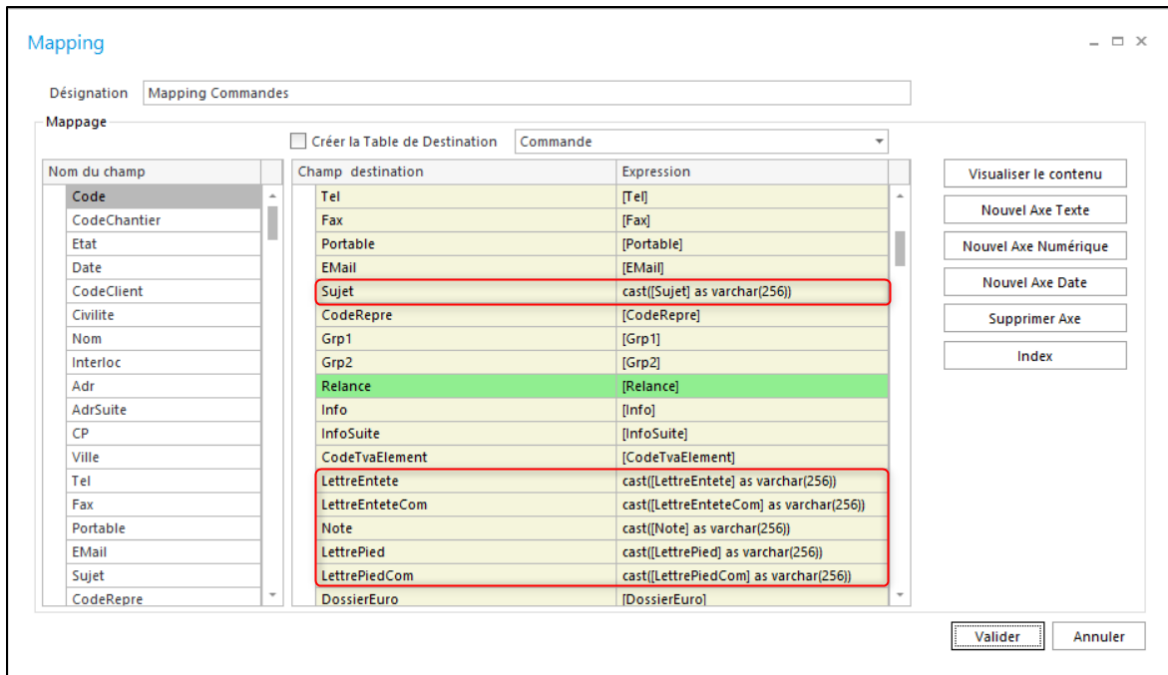 Mapping
Désignation Mapping Commandes
Mappage
Créer la Table de Destination Commande
Nom du champ Champ destination Expression Visualiser le contenu
Code Tel [Tel]
CodeChantier Fax [Fax] Nouvel Axe Texte
Etat Portable [Portable] Nouvel Axe Numérique
Date EMail [EMail]
CodeClient Sujet cast([Sujet] as varchar(256)) Nouvel Axe Date
Civilite CodeRepre [CodeRepre] Supprimer Axe
Nom Grp1 [Grp1]
Interloc Grp2 [Grp2] Index
Adr Relance [Relance]
AdrSuite Info [Info]
CP InfoSuite [InfoSuite]
Ville CodeTvaElement [CodeTvaElement]
Tel LettreEntete cast([LettreEntete] as varchar(256))
Fax LettreEnteteCom cast([LettreEnteteCom] as varchar(256))
Portable Note cast([Note] as varchar(256))
EMail LettrePied cast([LettrePied] as varchar(256))
Sujet LettrePiedCom cast([LettrePiedCom] as varchar(256))
CodeRepre DossierEuro [DossierEuro]
Valider Annuler